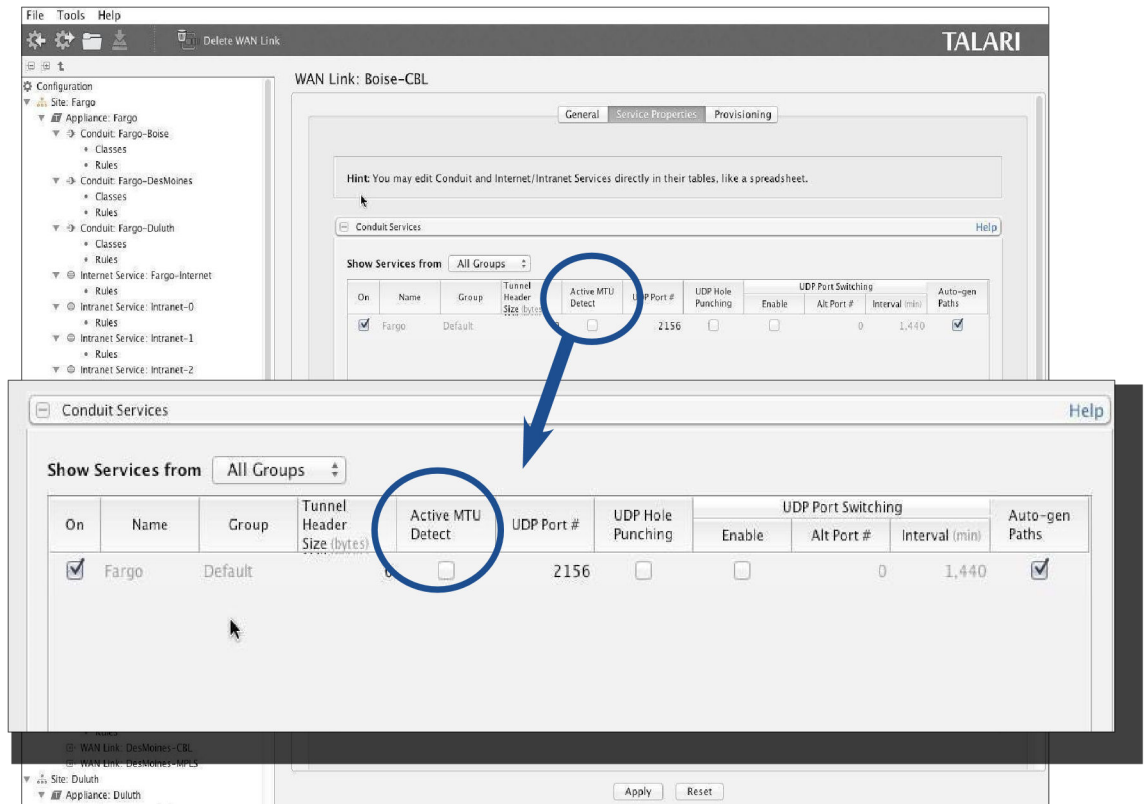 File Tools Help
Delete WAN Link
TALARI
Configuration
Site: Fargo
Appliance: Fargo
Conduit: Fargo-Boise
Classes
Rules
Conduit: Fargo-DesMoines
Classes
Rules
Conduit: Fargo-Duluth
Classes
Rules
Internet Service: Fargo-Internet
Rules
Intranet Service: Intranet-0
Rules
Intranet Service: Intranet-1
Rules
Intranet Service: Intranet-2
WAN Link: Boise-CBL
General Service Properties Provisioning
Hint: You may edit Conduit and Internet/Intranet Services directly in their tables, like a spreadsheet.
Conduit Services Help
Show Services from All Groups
On Name Group Tunnel Header Size (bytes) Active MTU Detect UDP Port # UDP Hole Punching UDP Port Switching Enable Alt Port # Interval (min) Auto-gen Paths
Fargo Default 0 2156 0 1,440
Conduit Services Help
Show Services from All Groups
On Name Group Tunnel Header Size (bytes) Active MTU Detect UDP Port # UDP Hole Punching UDP Port Switching Enable Alt Port # Interval (min) Auto-gen Paths
Fargo Default 0 2156 0 1,440
Rules
WAN Link: DesMoines-CBL
WAN Link: DesMoines-MPLS
Site: Duluth
Appliance: Duluth
Apply Reset